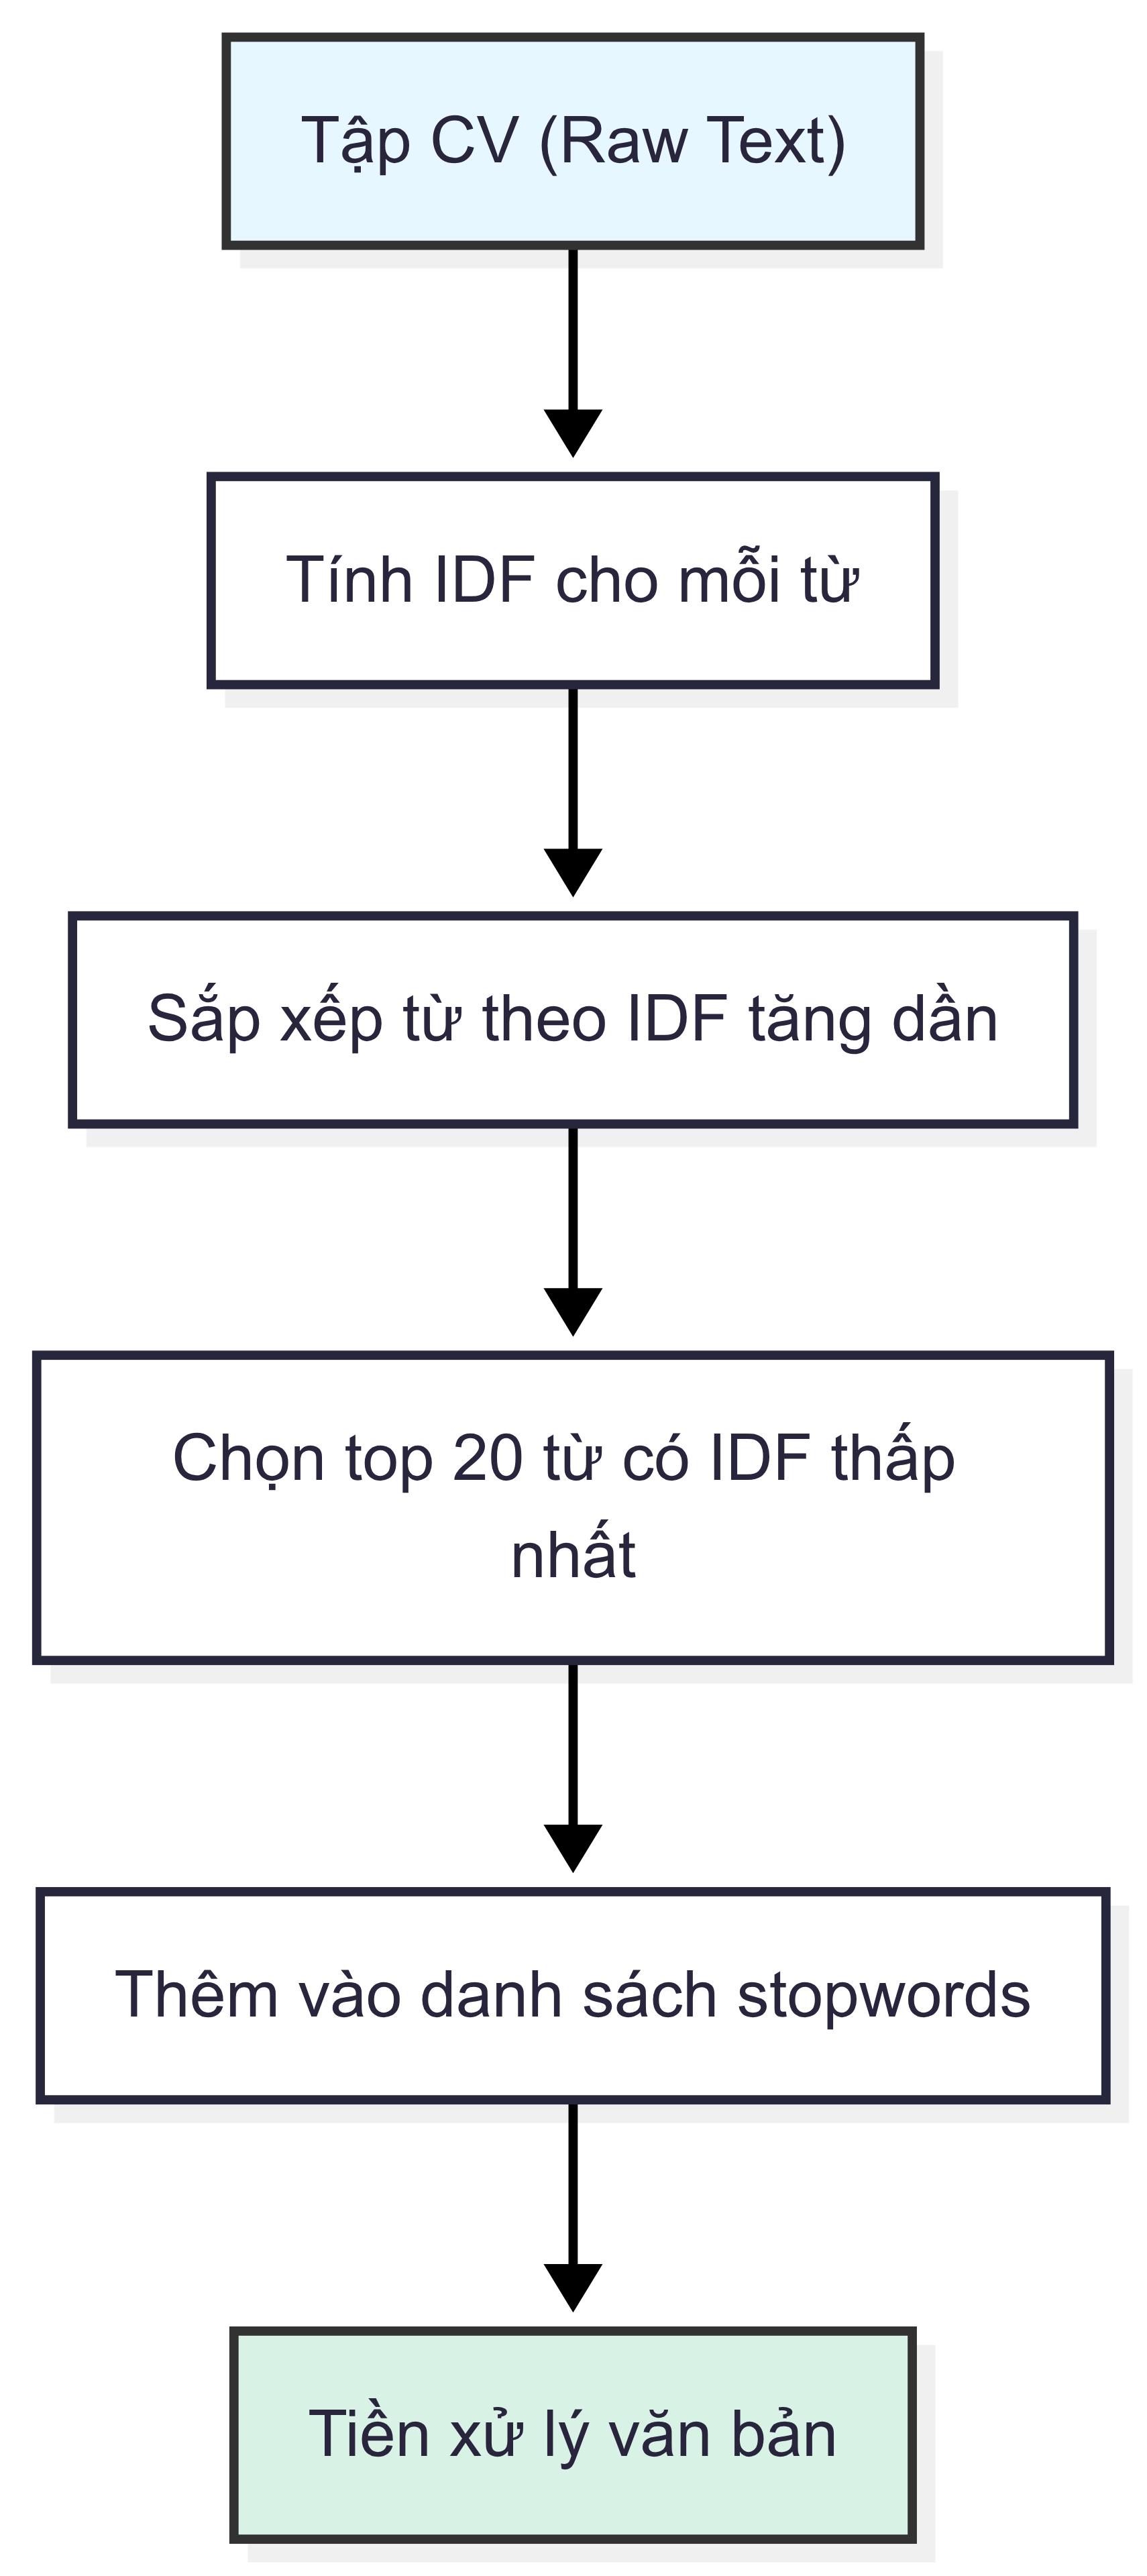 Tập CV (Raw Text)
Tính IDF cho mỗi từ
Sắp xếp từ theo IDF tăng dần
Chọn top 20 từ có IDF thấp
nhất
Thêm vào danh sách stopwords
Tiền xử lý văn bản